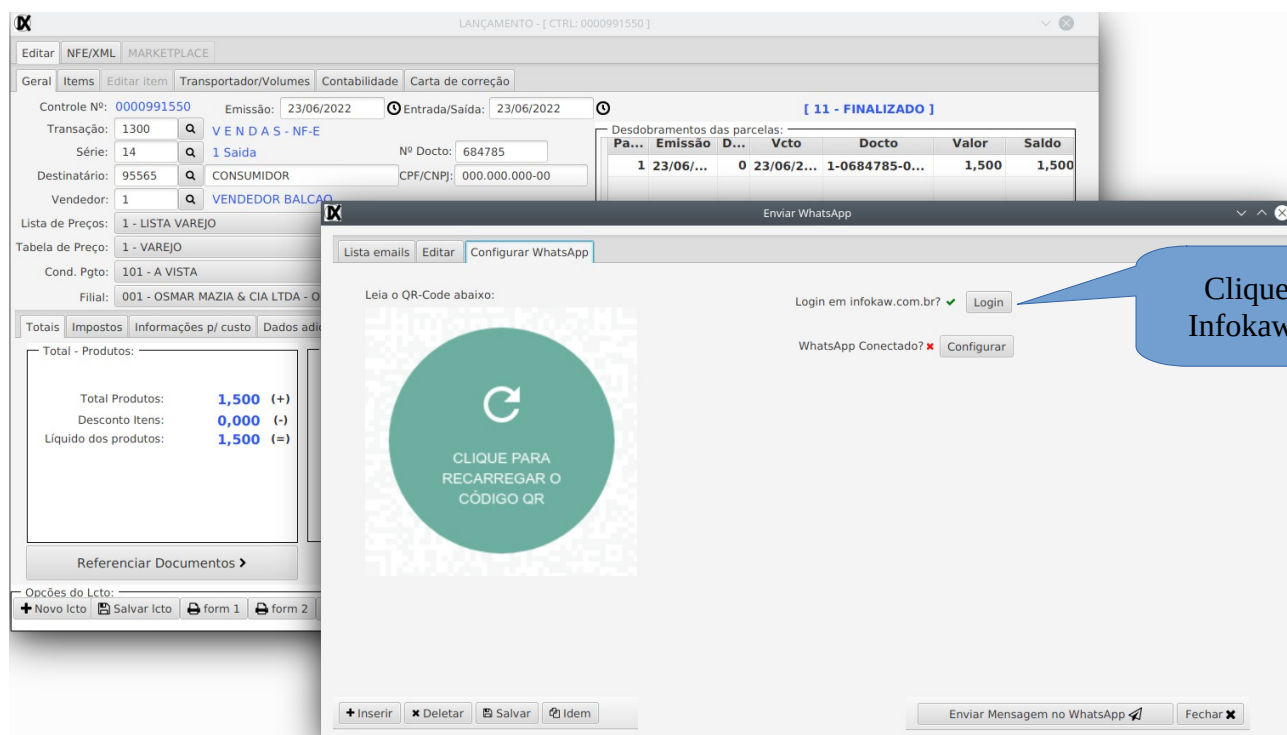 LANÇAMENTO - [ CTRL: 0000991550 ]
Editar NFE/XML MARKETPLACE
Geral Items Editar item Transportador/Volumes Contabilidade Carta de correção
Controle Nº: 0000991550 Emissão: 23/06/2022 Entrada/Saída: 23/06/2022 [ 11 - FINALIZADO ]
Transação: 1300 V E N D A S - NF-E
Série: 14 1 Saida Nº Docto: 684785
Destinatário: 95565 CONSUMIDOR CPF/CNPJ: 000.000.000-00
Vendedor: 1 VENDEDOR BALCAO
Desdobramentos das parcelas:
Pa... Emissão D... Vcto Docto Valor Saldo
1 23/06/... 0 23/06/2... 1-0684785-0... 1,500 1,500
Lista de Preços: 1 - LISTA VAREJO
Tabela de Preço: 1 - VAREJO
Cond. Pgto: 101 - A VISTA
Filial: 001 - OSMAR MAZIA & CIA LTDA - O
Totais Impostos Informações p/ custo Dados adic
Total - Produtos:
Total Produtos: 1,500 (+)
Desconto Itens: 0,000 (-)
Líquido dos produtos: 1,500 (=)
Referenciar Documentos
Opções do Lcto:
Novo lcto Salvar lcto form 1 form 2
Enviar WhatsApp
Lista emails Editar Configurar WhatsApp
Leia o QR-Code abaixo:
CLIQUE PARA
RECARREGAR O
CÓDIGO QR
Login em infokaw.com.br? Login
WhatsApp Conectado? Configurar
Clique
Infokaw
Inserir Deletar Salvar Idem
Enviar Mensagem no WhatsApp Fechar